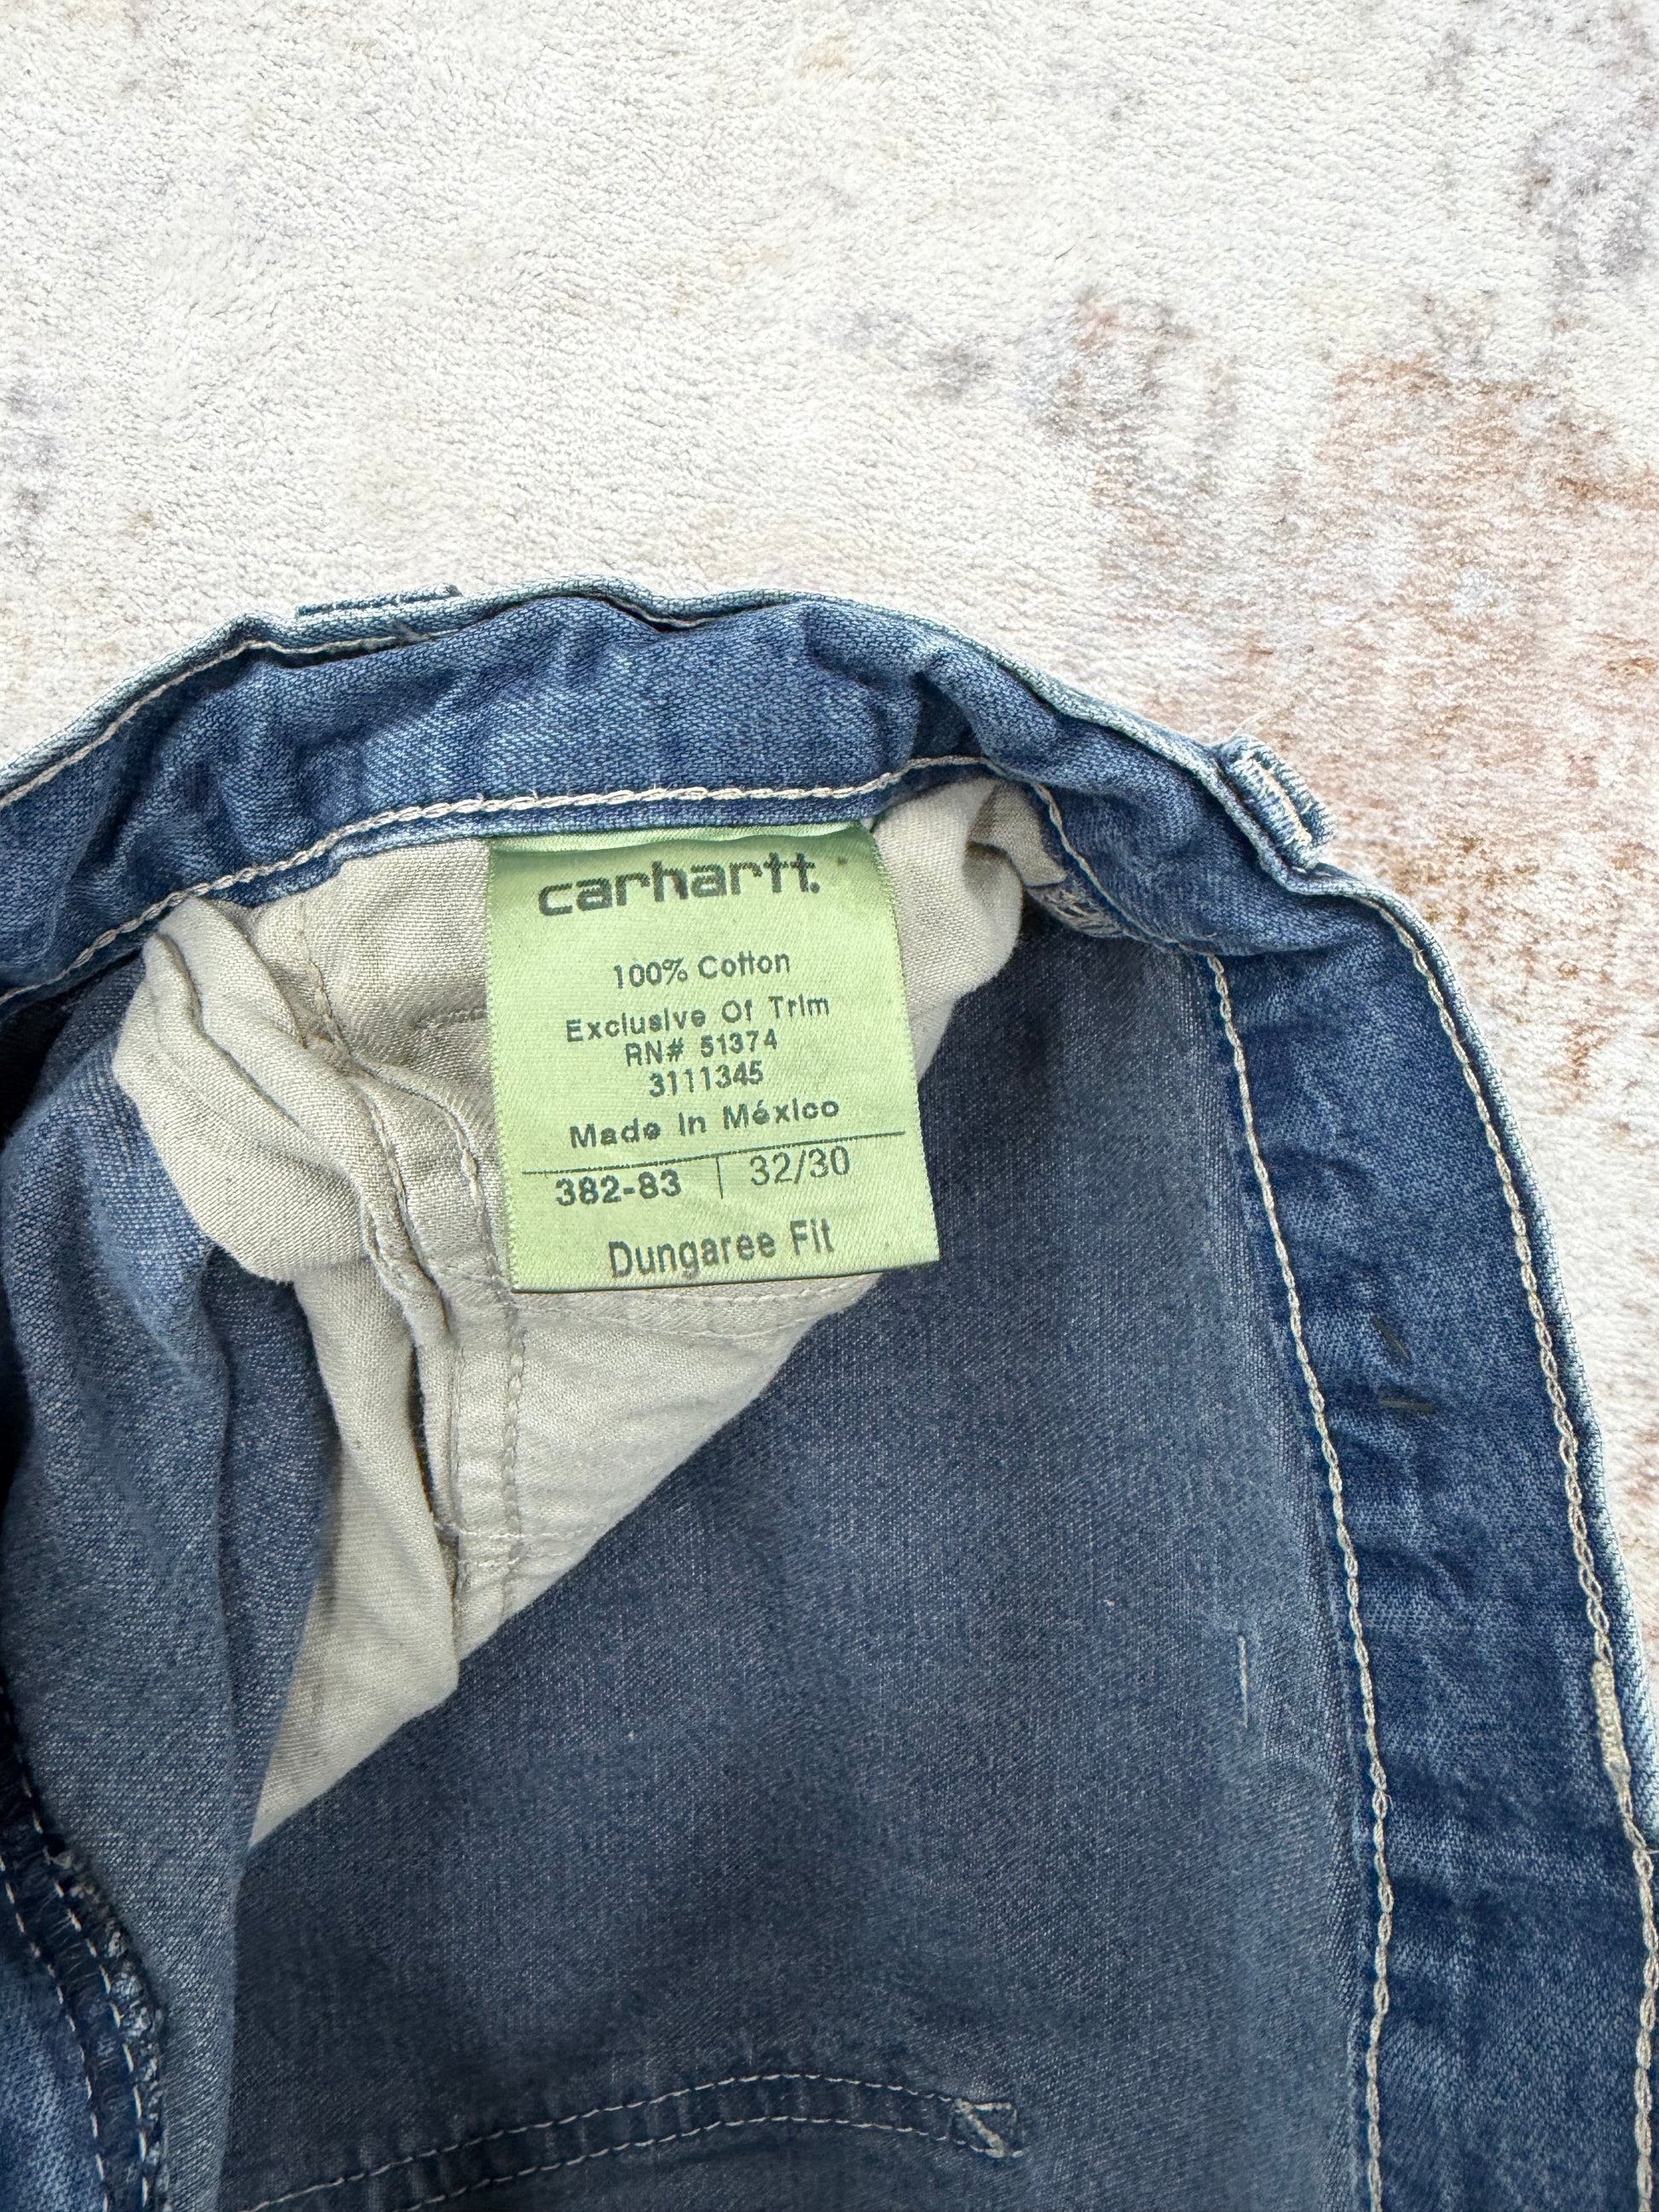 carhartt.
100% Cotton
Exclusive Of Trim
RN# 51374
3111345
Made In México
382-83 | 32/30
Dungaree Fit